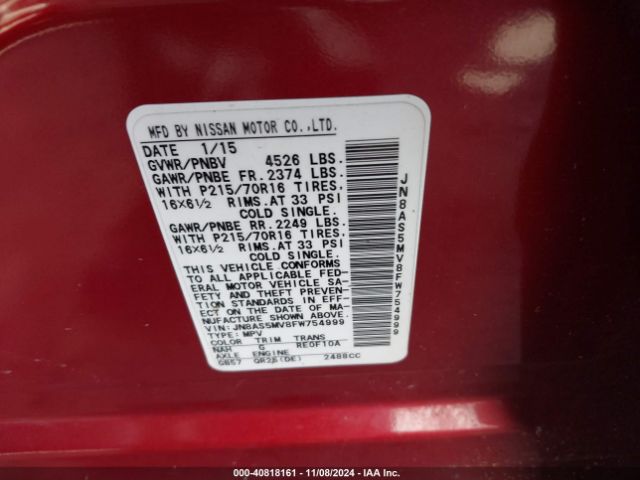 MFD BY NISSAN MOTOR CO.,LTD.
DATE 1/15
GVWR/PNBV 4526 LBS.
GAWR/PNBE FR. 2374 LBS.
WITH P215/70R16 TIRES,
16X6½ RIMS. AT 33 PSI
COLD SINGLE.
GAWR/PNBE RR. 2249 LBS.
WITH P215/70R16 TIRES,
16X6½ RIMS. AT 33 PSI
COLD SINGLE.
THIS VEHICLE CONFORMS
TO ALL APPLICABLE FED-
ERAL MOTOR VEHICLE SA-
FETY AND THEFT PREVEN-
TION STANDARDS IN EFF-
ECT ON THE DATE OF MA-
NUFACTURE SHOWN ABOVE.
VIN: JN8AS5MV8FW754999
TYPE: MPV
COLOR TRIM TRANS
NAH G RE0F10A
AXLE ENGINE
GB57 QR25(DE) 2488CC
JN8AS5MV8FW754999
000-40818161 - 11/08/2024 - IAA Inc.